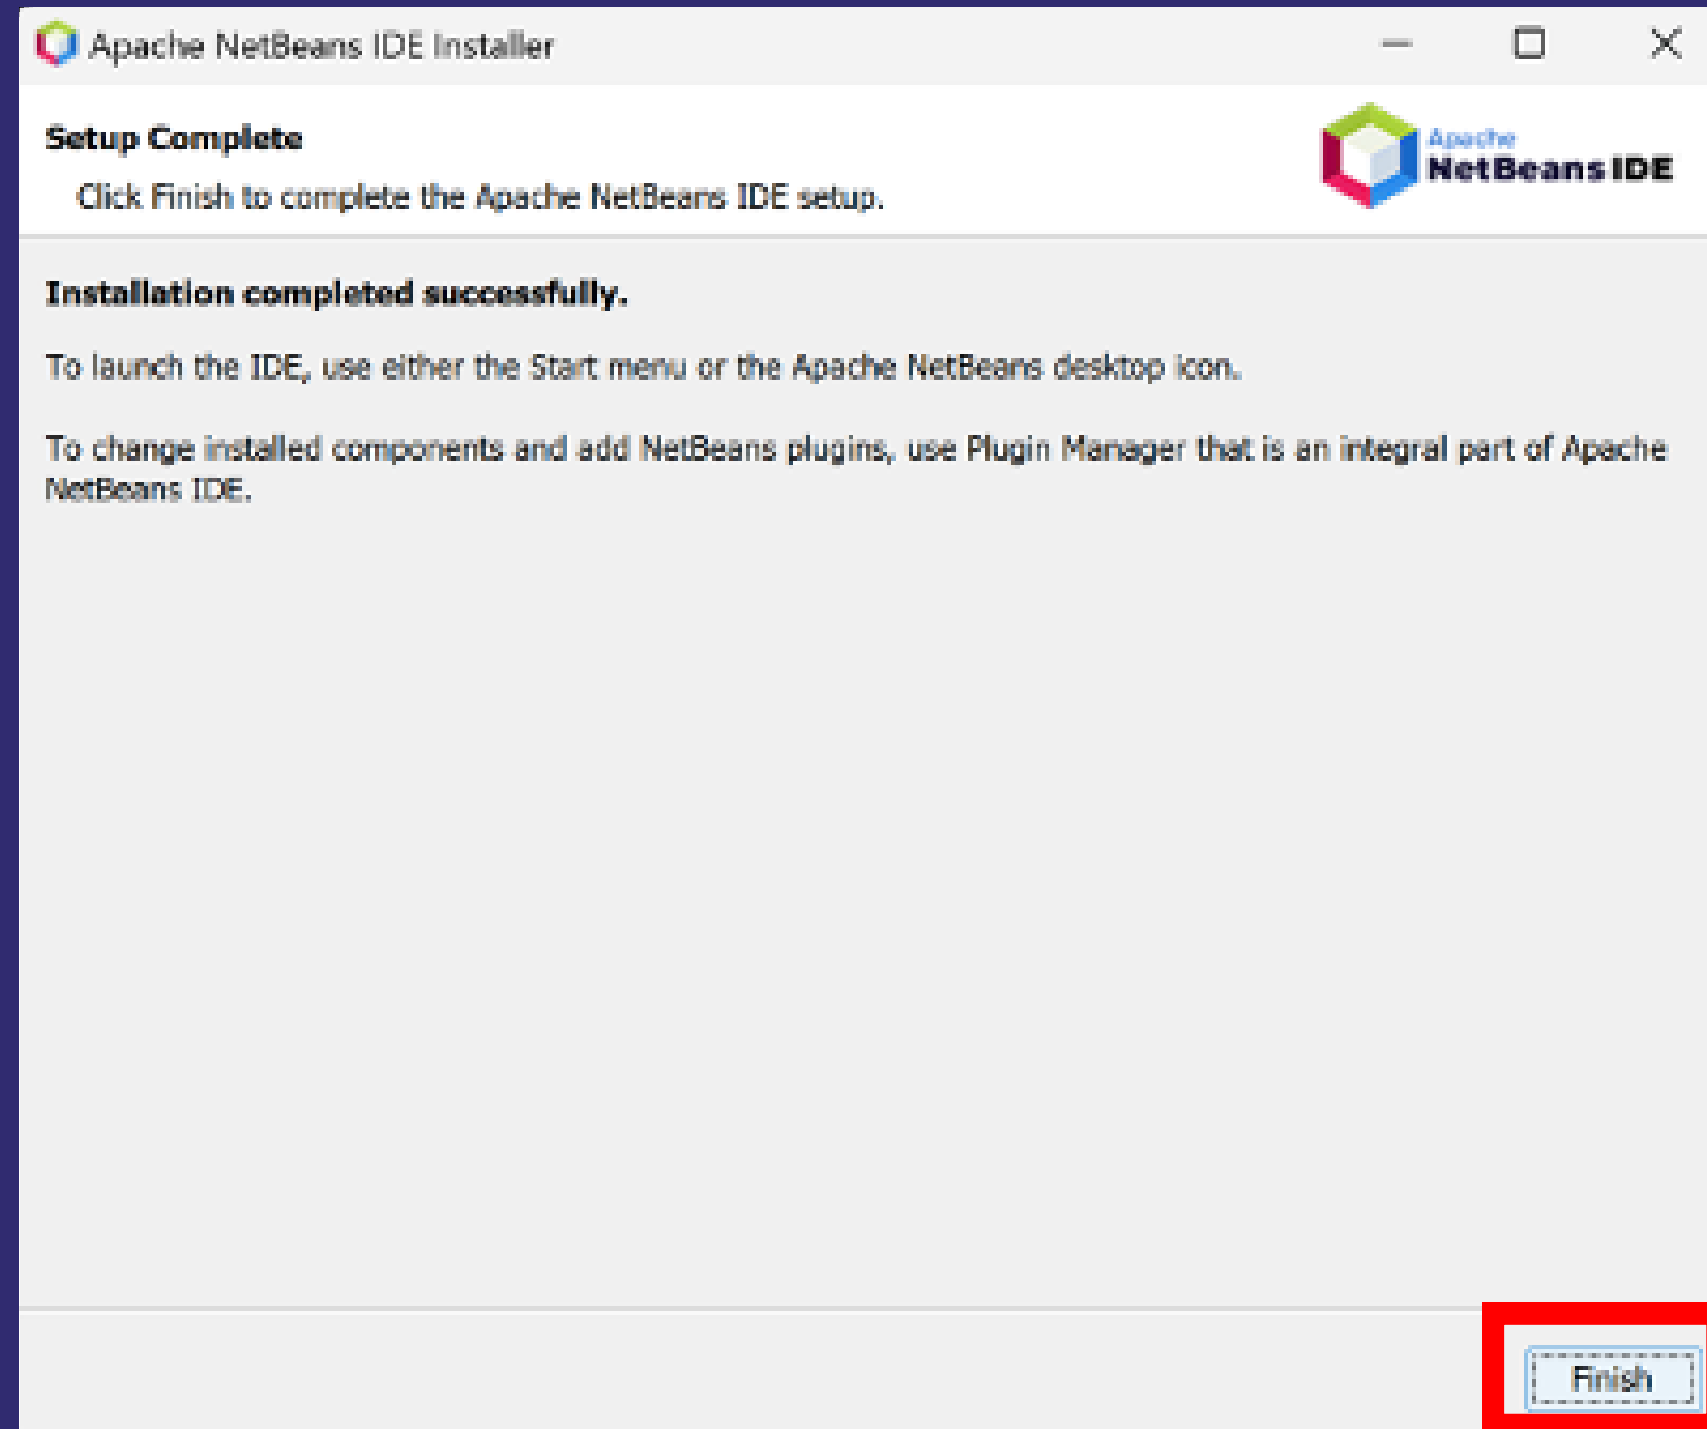 Apache NetBeans IDE Installer
Setup Complete
Apache
NetBeans IDE
Click Finish to complete the Apache NetBeans IDE setup.
Installation completed successfully.
To launch the IDE, use either the Start menu or the Apache NetBeans desktop icon.
To change installed components and add NetBeans plugins, use Plugin Manager that is an integral part of Apache
NetBeans IDE.
Finish